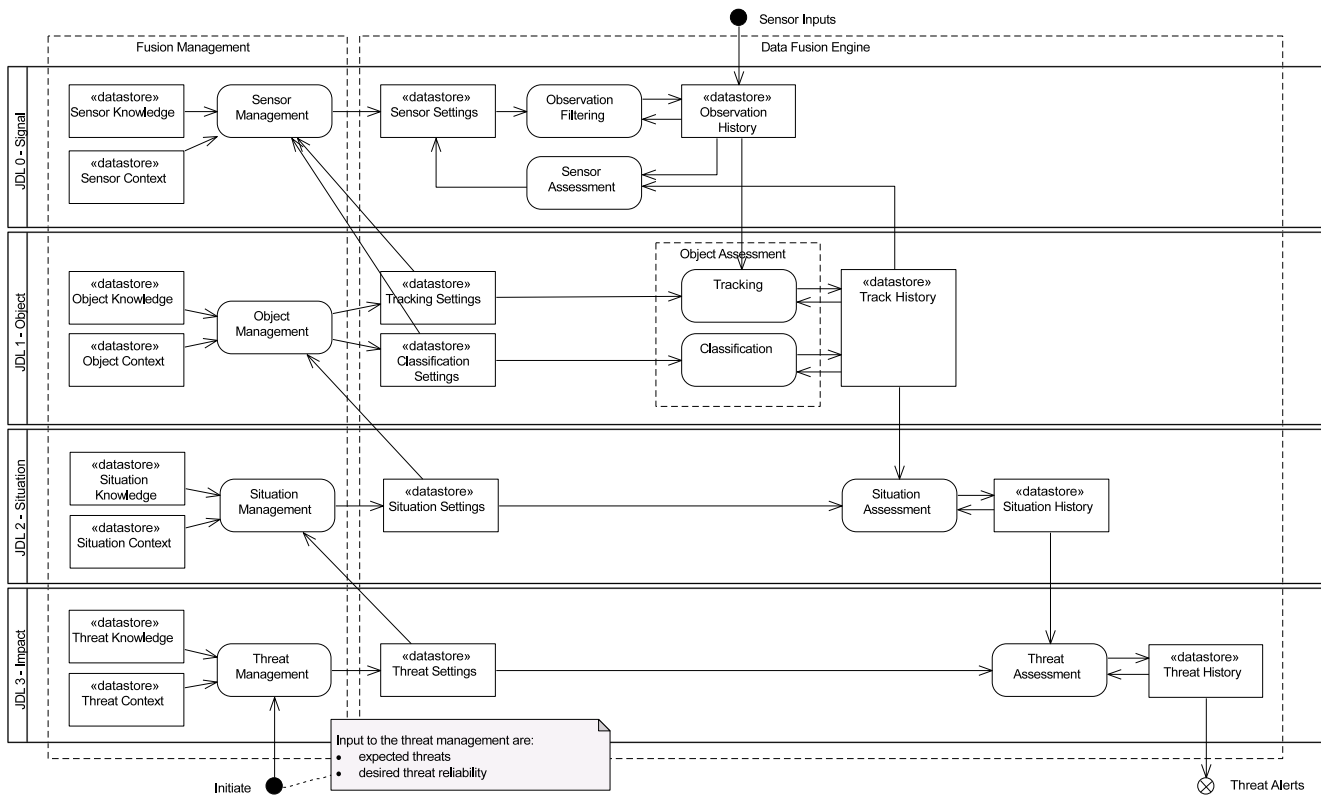 Sensor Inputs
Fusion Management
Data Fusion Engine
JDL 0 - Signal
«datastore»
Sensor Knowledge
Sensor
Management
«datastore»
Sensor Settings
Observation
Filtering
«datastore»
Observation
History
«datastore»
Sensor Context
Sensor
Assessment
JDL 1 - Object
Object Assessment
«datastore»
Object Knowledge
Object
Management
«datastore»
Tracking Settings
Tracking
«datastore»
Track History
«datastore»
Object Context
«datastore»
Classification
Settings
Classification
JDL 2 - Situation
«datastore»
Situation
Knowledge
Situation
Management
«datastore»
Situation Settings
Situation
Assessment
«datastore»
Situation History
«datastore»
Situation Context
JDL 3 - Impact
«datastore»
Threat Knowledge
Threat
Management
«datastore»
Threat Settings
Threat
Assessment
«datastore»
Threat History
«datastore»
Threat Context
Input to the threat management are:
• expected threats
• desired threat reliability
Initiate
Threat Alerts